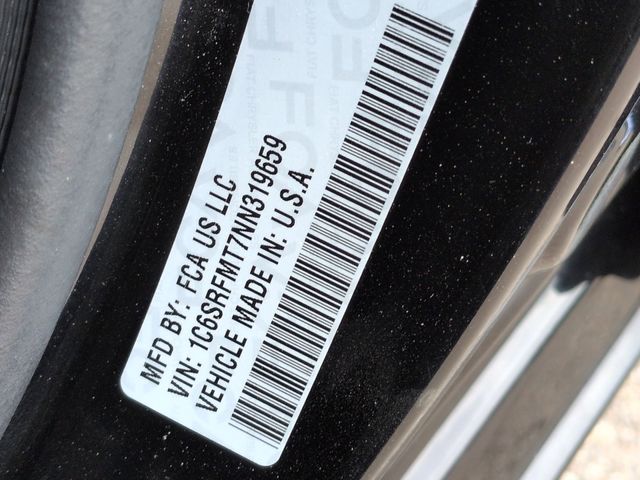 MFD BY: FCA US LLC
VIN: 1C6SRFMT7NN319659
VEHICLE MADE IN: U.S.A.